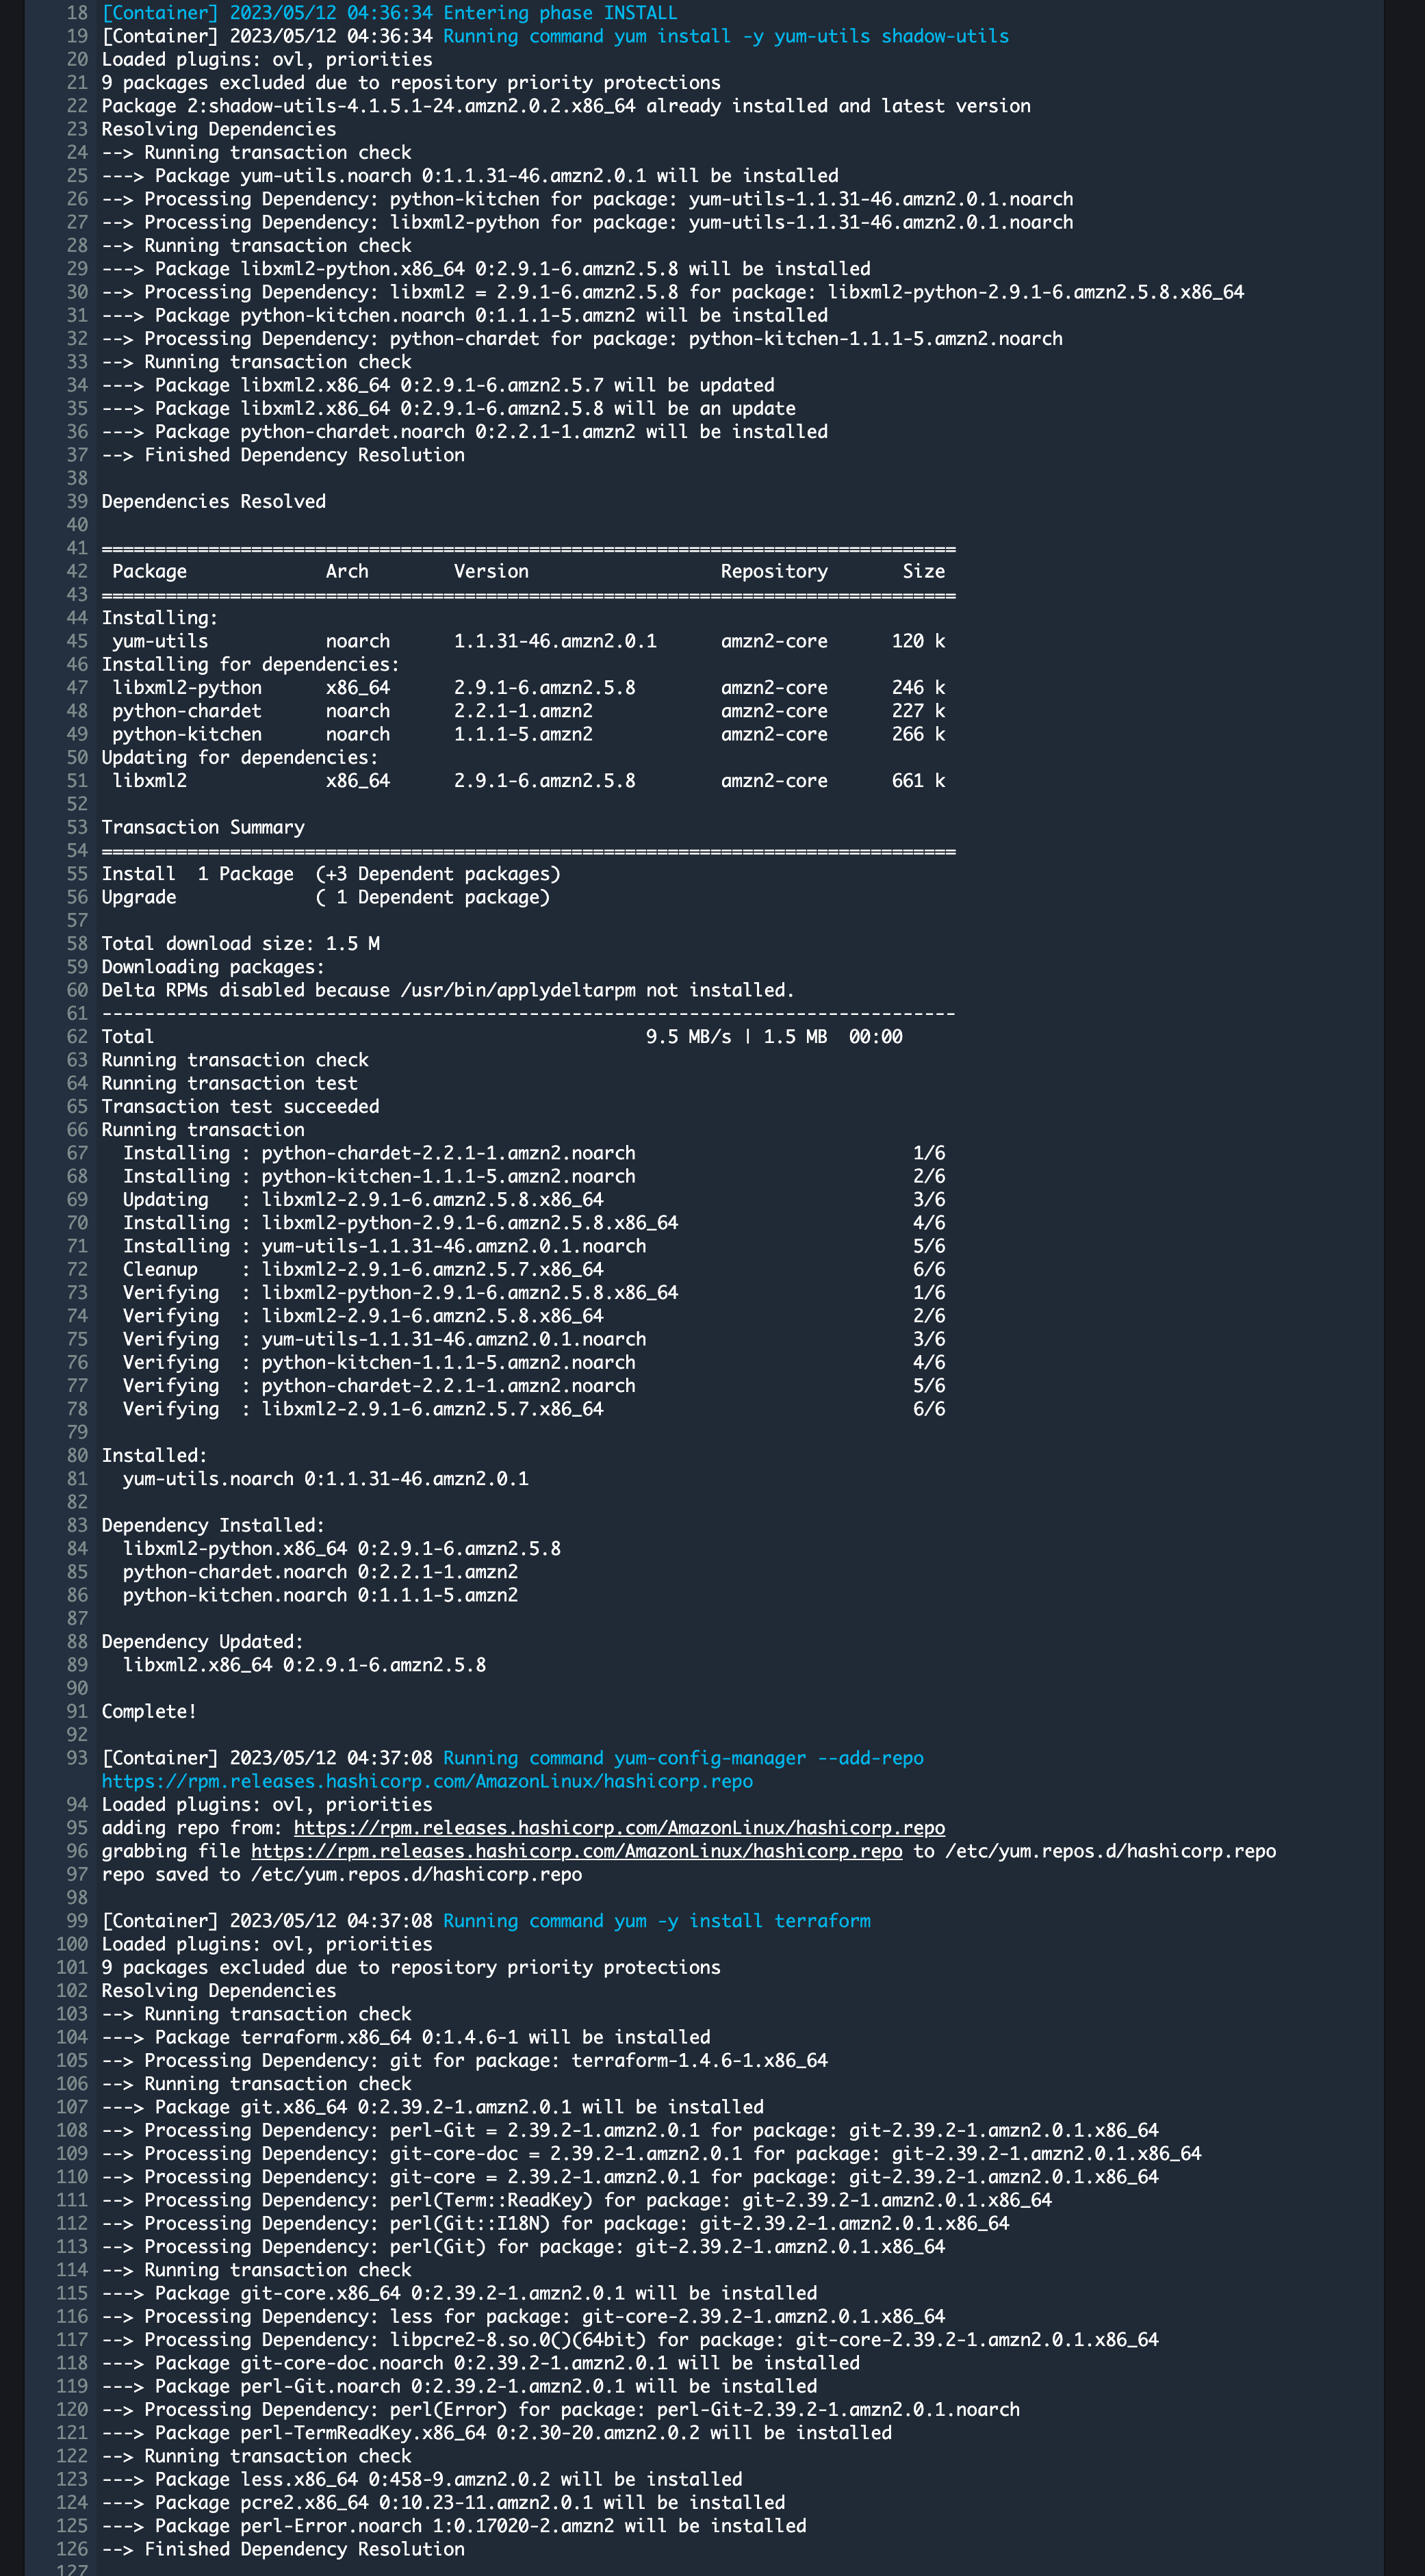 18 [Container] 2023/05/12 04:36:34 Entering phase INSTALL
19 [Container] 2023/05/12 04:36:34 Running command yum install -y yum-utils shadow-utils
20 Loaded plugins: ovl, priorities
21 9 packages excluded due to repository priority protections
22 Package 2:shadow-utils-4.1.5.1-24.amzn2.0.2.x86_64 already installed and latest version
23 Resolving Dependencies
24 --> Running transaction check
25 ---> Package yum-utils.noarch 0:1.1.31-46.amzn2.0.1 will be installed
26 --> Processing Dependency: python-kitchen for package: yum-utils-1.1.31-46.amzn2.0.1.noarch
27 --> Processing Dependency: libxml2-python for package: yum-utils-1.1.31-46.amzn2.0.1.noarch
28 --> Running transaction check
29 ---> Package libxml2-python.x86_64 0:2.9.1-6.amzn2.5.8 will be installed
30 --> Processing Dependency: libxml2 = 2.9.1-6.amzn2.5.8 for package: libxml2-python-2.9.1-6.amzn2.5.8.x86_64
31 ---> Package python-kitchen.noarch 0:1.1.1-5.amzn2 will be installed
32 --> Processing Dependency: python-chardet for package: python-kitchen-1.1.1-5.amzn2.noarch
33 --> Running transaction check
34 ---> Package libxml2.x86_64 0:2.9.1-6.amzn2.5.7 will be updated
35 ---> Package libxml2.x86_64 0:2.9.1-6.amzn2.5.8 will be an update
36 ---> Package python-chardet.noarch 0:2.2.1-1.amzn2 will be installed
37 --> Finished Dependency Resolution
38
39 Dependencies Resolved
40
41 ================================================================================
42 Package Arch Version Repository Size
43 ================================================================================
44 Installing:
45 yum-utils noarch 1.1.31-46.amzn2.0.1 amzn2-core 120 k
46 Installing for dependencies:
47 libxml2-python x86_64 2.9.1-6.amzn2.5.8 amzn2-core 246 k
48 python-chardet noarch 2.2.1-1.amzn2 amzn2-core 227 k
49 python-kitchen noarch 1.1.1-5.amzn2 amzn2-core 266 k
50 Updating for dependencies:
51 libxml2 x86_64 2.9.1-6.amzn2.5.8 amzn2-core 661 k
52
53 Transaction Summary
54 ================================================================================
55 Install 1 Package (+3 Dependent packages)
56 Upgrade ( 1 Dependent package)
57
58 Total download size: 1.5 M
59 Downloading packages:
60 Delta RPMs disabled because /usr/bin/applydeltarpm not installed.
61 --------------------------------------------------------------------------------
62 Total 9.5 MB/s | 1.5 MB 00:00
63 Running transaction check
64 Running transaction test
65 Transaction test succeeded
66 Running transaction
67 Installing : python-chardet-2.2.1-1.amzn2.noarch 1/6
68 Installing : python-kitchen-1.1.1-5.amzn2.noarch 2/6
69 Updating : libxml2-2.9.1-6.amzn2.5.8.x86_64 3/6
70 Installing : libxml2-python-2.9.1-6.amzn2.5.8.x86_64 4/6
71 Installing : yum-utils-1.1.31-46.amzn2.0.1.noarch 5/6
72 Cleanup : libxml2-2.9.1-6.amzn2.5.7.x86_64 6/6
73 Verifying : libxml2-python-2.9.1-6.amzn2.5.8.x86_64 1/6
74 Verifying : libxml2-2.9.1-6.amzn2.5.8.x86_64 2/6
75 Verifying : yum-utils-1.1.31-46.amzn2.0.1.noarch 3/6
76 Verifying : python-kitchen-1.1.1-5.amzn2.noarch 4/6
77 Verifying : python-chardet-2.2.1-1.amzn2.noarch 5/6
78 Verifying : libxml2-2.9.1-6.amzn2.5.7.x86_64 6/6
79
80 Installed:
81 yum-utils.noarch 0:1.1.31-46.amzn2.0.1
82
83 Dependency Installed:
84 libxml2-python.x86_64 0:2.9.1-6.amzn2.5.8
85 python-chardet.noarch 0:2.2.1-1.amzn2
86 python-kitchen.noarch 0:1.1.1-5.amzn2
87
88 Dependency Updated:
89 libxml2.x86_64 0:2.9.1-6.amzn2.5.8
90
91 Complete!
92
93 [Container] 2023/05/12 04:37:08 Running command yum-config-manager --add-repo
https://rpm.releases.hashicorp.com/AmazonLinux/hashicorp.repo
94 Loaded plugins: ovl, priorities
95 adding repo from: https://rpm.releases.hashicorp.com/AmazonLinux/hashicorp.repo
96 grabbing file https://rpm.releases.hashicorp.com/AmazonLinux/hashicorp.repo to /etc/yum.repos.d/hashicorp.repo
97 repo saved to /etc/yum.repos.d/hashicorp.repo
98
99 [Container] 2023/05/12 04:37:08 Running command yum -y install terraform
100 Loaded plugins: ovl, priorities
101 9 packages excluded due to repository priority protections
102 Resolving Dependencies
103 --> Running transaction check
104 ---> Package terraform.x86_64 0:1.4.6-1 will be installed
105 --> Processing Dependency: git for package: terraform-1.4.6-1.x86_64
106 --> Running transaction check
107 ---> Package git.x86_64 0:2.39.2-1.amzn2.0.1 will be installed
108 --> Processing Dependency: perl-Git = 2.39.2-1.amzn2.0.1 for package: git-2.39.2-1.amzn2.0.1.x86_64
109 --> Processing Dependency: git-core-doc = 2.39.2-1.amzn2.0.1 for package: git-2.39.2-1.amzn2.0.1.x86_64
110 --> Processing Dependency: git-core = 2.39.2-1.amzn2.0.1 for package: git-2.39.2-1.amzn2.0.1.x86_64
111 --> Processing Dependency: perl(Term::ReadKey) for package: git-2.39.2-1.amzn2.0.1.x86_64
112 --> Processing Dependency: perl(Git::I18N) for package: git-2.39.2-1.amzn2.0.1.x86_64
113 --> Processing Dependency: perl(Git) for package: git-2.39.2-1.amzn2.0.1.x86_64
114 --> Running transaction check
115 ---> Package git-core.x86_64 0:2.39.2-1.amzn2.0.1 will be installed
116 --> Processing Dependency: less for package: git-core-2.39.2-1.amzn2.0.1.x86_64
117 --> Processing Dependency: libpcre2-8.so.0()(64bit) for package: git-core-2.39.2-1.amzn2.0.1.x86_64
118 ---> Package git-core-doc.noarch 0:2.39.2-1.amzn2.0.1 will be installed
119 ---> Package perl-Git.noarch 0:2.39.2-1.amzn2.0.1 will be installed
120 --> Processing Dependency: perl(Error) for package: perl-Git-2.39.2-1.amzn2.0.1.noarch
121 ---> Package perl-TermReadKey.x86_64 0:2.30-20.amzn2.0.2 will be installed
122 --> Running transaction check
123 ---> Package less.x86_64 0:458-9.amzn2.0.2 will be installed
124 ---> Package pcre2.x86_64 0:10.23-11.amzn2.0.1 will be installed
125 ---> Package perl-Error.noarch 1:0.17020-2.amzn2 will be installed
126 --> Finished Dependency Resolution
127